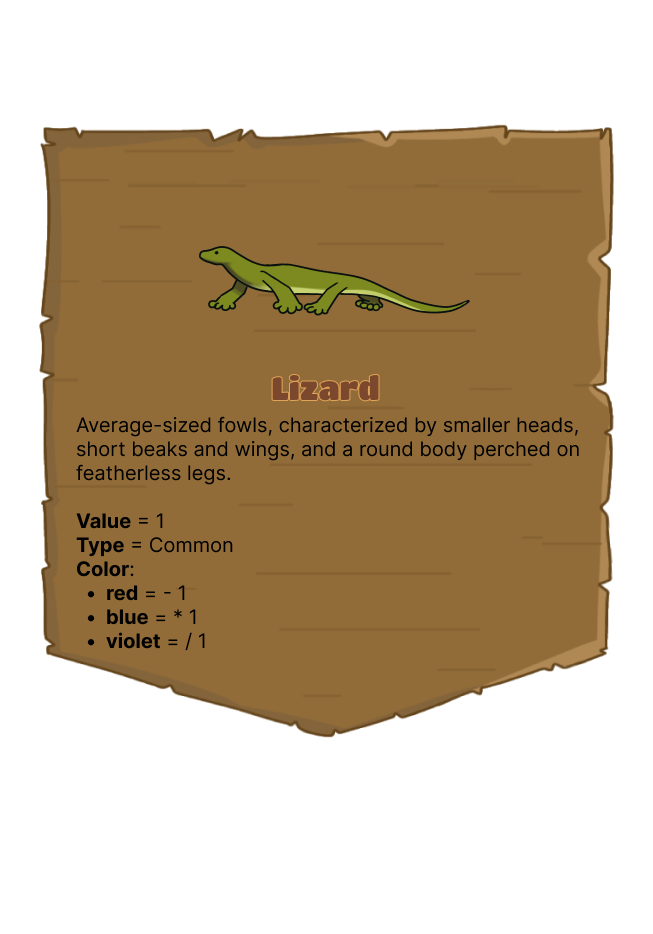 Lizard
Average-sized fowls, characterized by smaller heads,
short beaks and wings, and a round body perched on
featherless legs.
Value = 1
Type = Common
Color:
• red = - 1
• blue = * 1
• violet = / 1